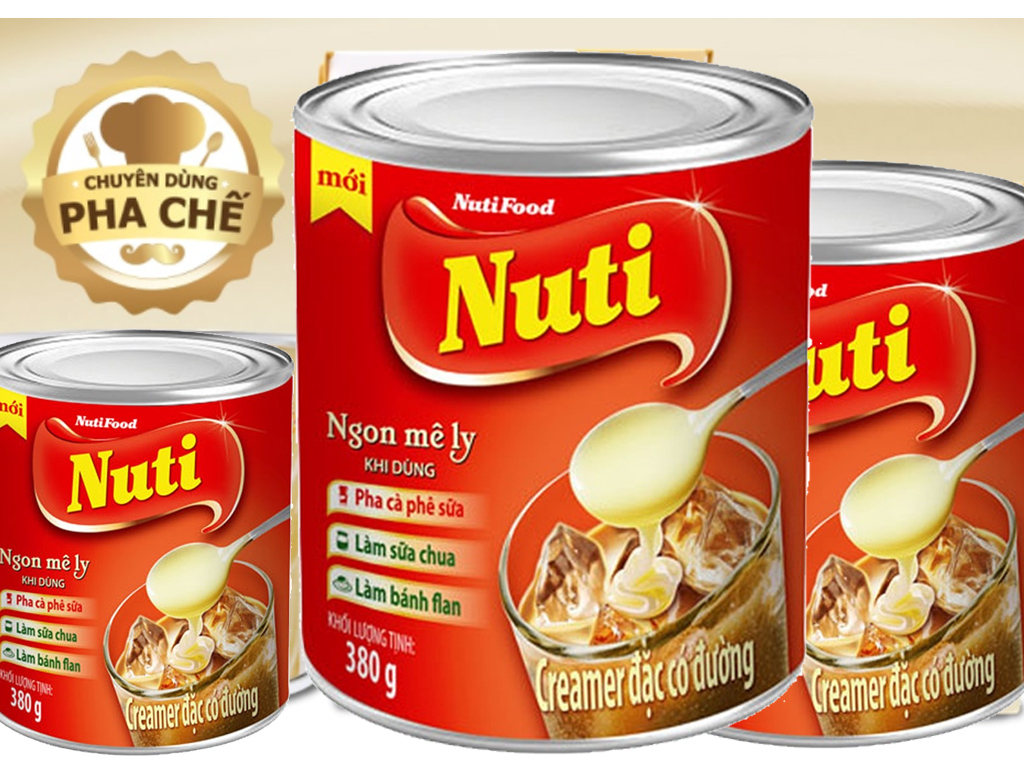 CHUYÊN DÙNG
PHA CHẾ
mới
NutiFood
Nuti
Ngon mê ly
KHI DÙNG
Pha cà phê sữa
Làm sữa chua
Làm bánh flan
KHỐI LƯỢNG TỊNH:
380 g
Creamer đặc có đường
mới
NutiFood
Nuti
Ngon mê ly
KHI DÙNG
Pha cà phê sữa
Làm sữa chua
Làm bánh flan
KHỐI LƯỢNG TỊNH:
380 g
Creamer đặc có đường
d
uti
Creamer đặc có đường